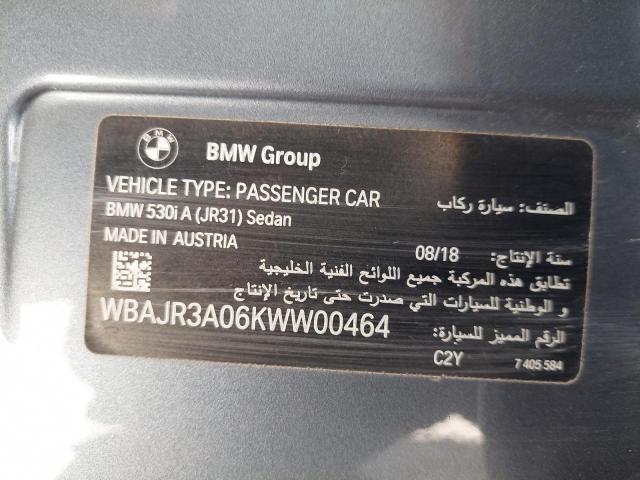 BMW
BMW Group
VEHICLE TYPE: PASSENGER CAR
الصنف: سيارة ركاب
BMW 530i A (JR31) Sedan
MADE IN AUSTRIA
سنة الإنتاج: 08/18
تطابق هذه المركبة جميع اللوائح الفنية الخليجية
و الوطنية للسيارات التي صدرت حتى تاريخ الإنتاج
WBAJR3A06KWW00464
الرقم المميز للسيارة:
C2Y
7 405 584